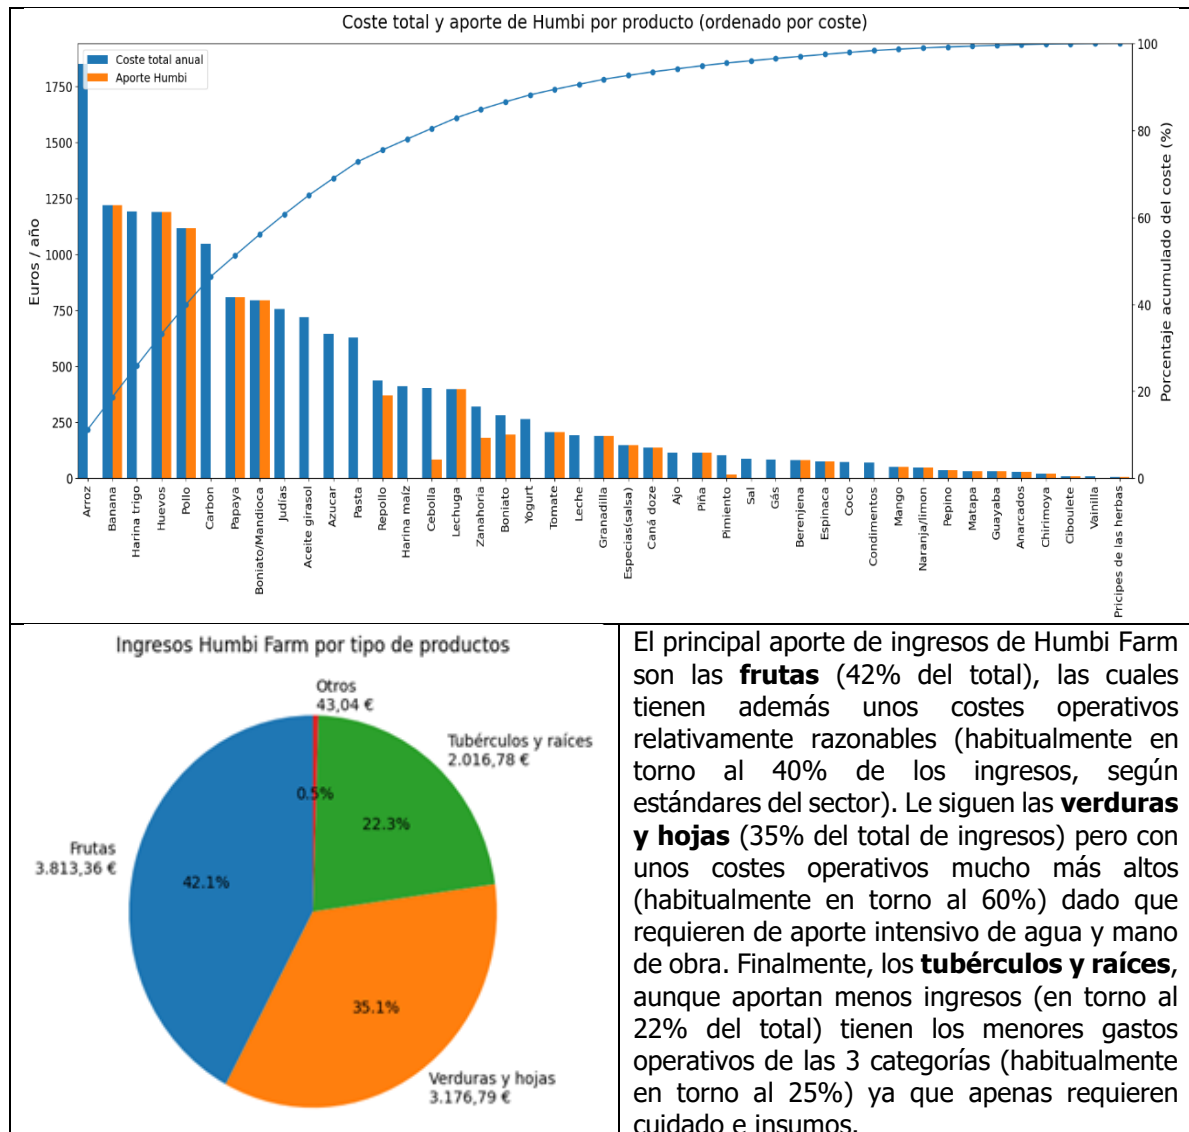 Coste total y aporte de Humbi por producto (ordenado por coste)
Coste total anual
Aporte Humbi
Euros / año
1750
1500
1250
1000
750
500
250
0
Porcentaje acumulado del coste (%)
100
80
60
40
20
0
Arroz
Banana
Harina trigo
Huevos
Pollo
Carbon
Papaya
Boniato/Mandioca
Judías
Aceite girasol
Azucar
Pasta
Repollo
Harina maíz
Cebolla
Lechuga
Zanahoria
Boniato
Yogurt
Tomate
Leche
Granadilla
Especias(salsa)
Caná doze
Ajo
Piña
Pimiento
Sal
Gás
Berenjena
Espinaca
Coco
Condimentos
Mango
Naranja/limon
Pepino
Matapa
Guayaba
Anarcados
Chirimoya
Ciboulete
Vainilla
Pricipes de las herbas
Ingresos Humbi Farm por tipo de productos
Otros
43,04 €
Tubérculos y raíces
2.016,78 €
0.5%
22.3%
Frutas
3.813,36 €
42.1%
35.1%
Verduras y hojas
3.176,79 €
El principal aporte de ingresos de Humbi Farm
son las frutas (42% del total), las cuales
tienen además unos costes operativos
relativamente razonables (habitualmente en
torno al 40% de los ingresos, según
estándares del sector). Le siguen las verduras
y hojas (35% del total de ingresos) pero con
unos costes operativos mucho más altos
(habitualmente en torno al 60%) dado que
requieren de aporte intensivo de agua y mano
de obra. Finalmente, los tubérculos y raíces,
aunque aportan menos ingresos (en torno al
22% del total) tienen los menores gastos
operativos de las 3 categorías (habitualmente
en torno al 25%) ya que apenas requieren
cuidado e insumos.